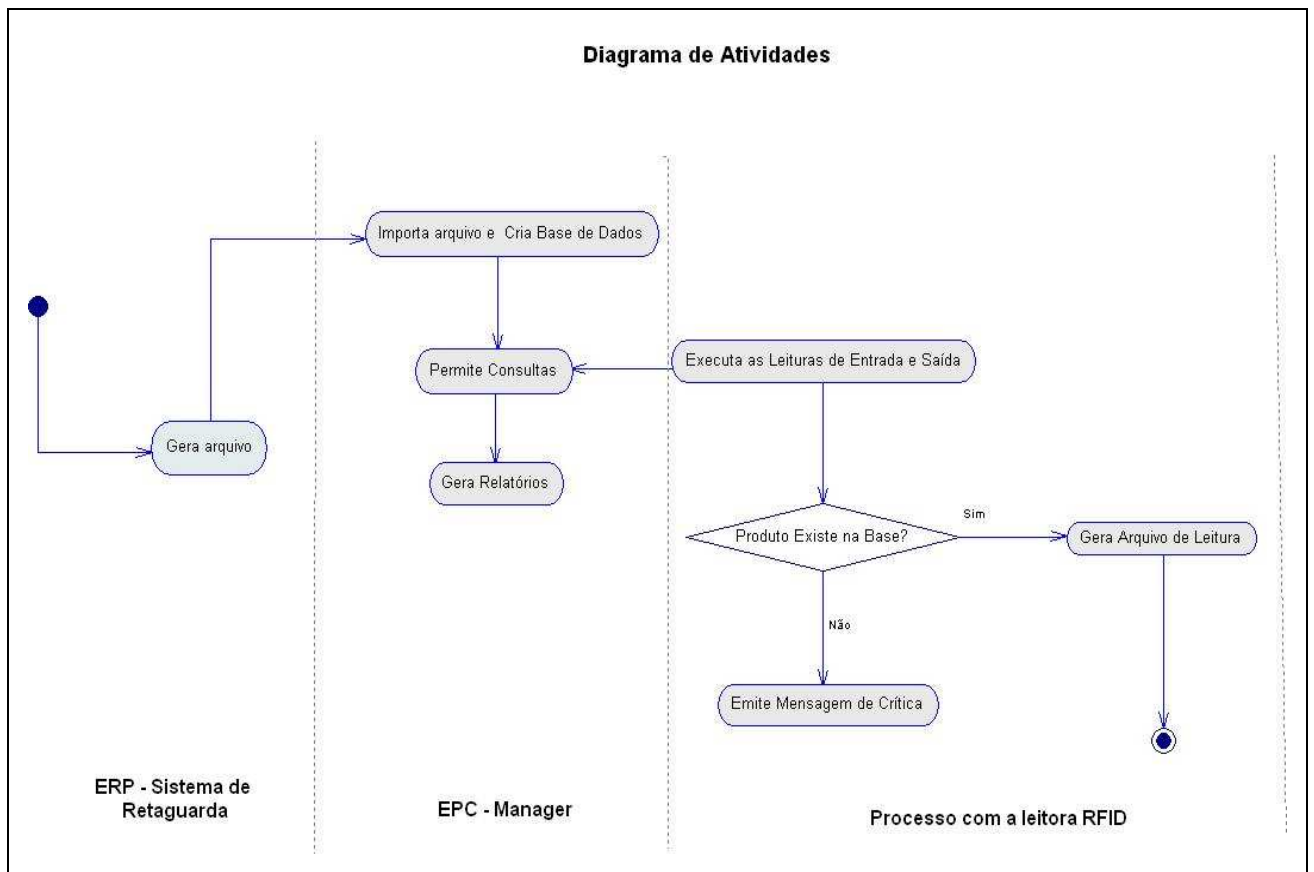 Diagrama de Atividades
Importa arquivo e Cria Base de Dados
Permite Consultas
Executa as Leituras de Entrada e Saída
Gera arquivo
Gera Relatórios
Sim
Produto Existe na Base?
Gera Arquivo de Leitura
Não
Emite Mensagem de Crítica
ERP - Sistema de
Retaguarda
EPC - Manager
Processo com a leitora RFID